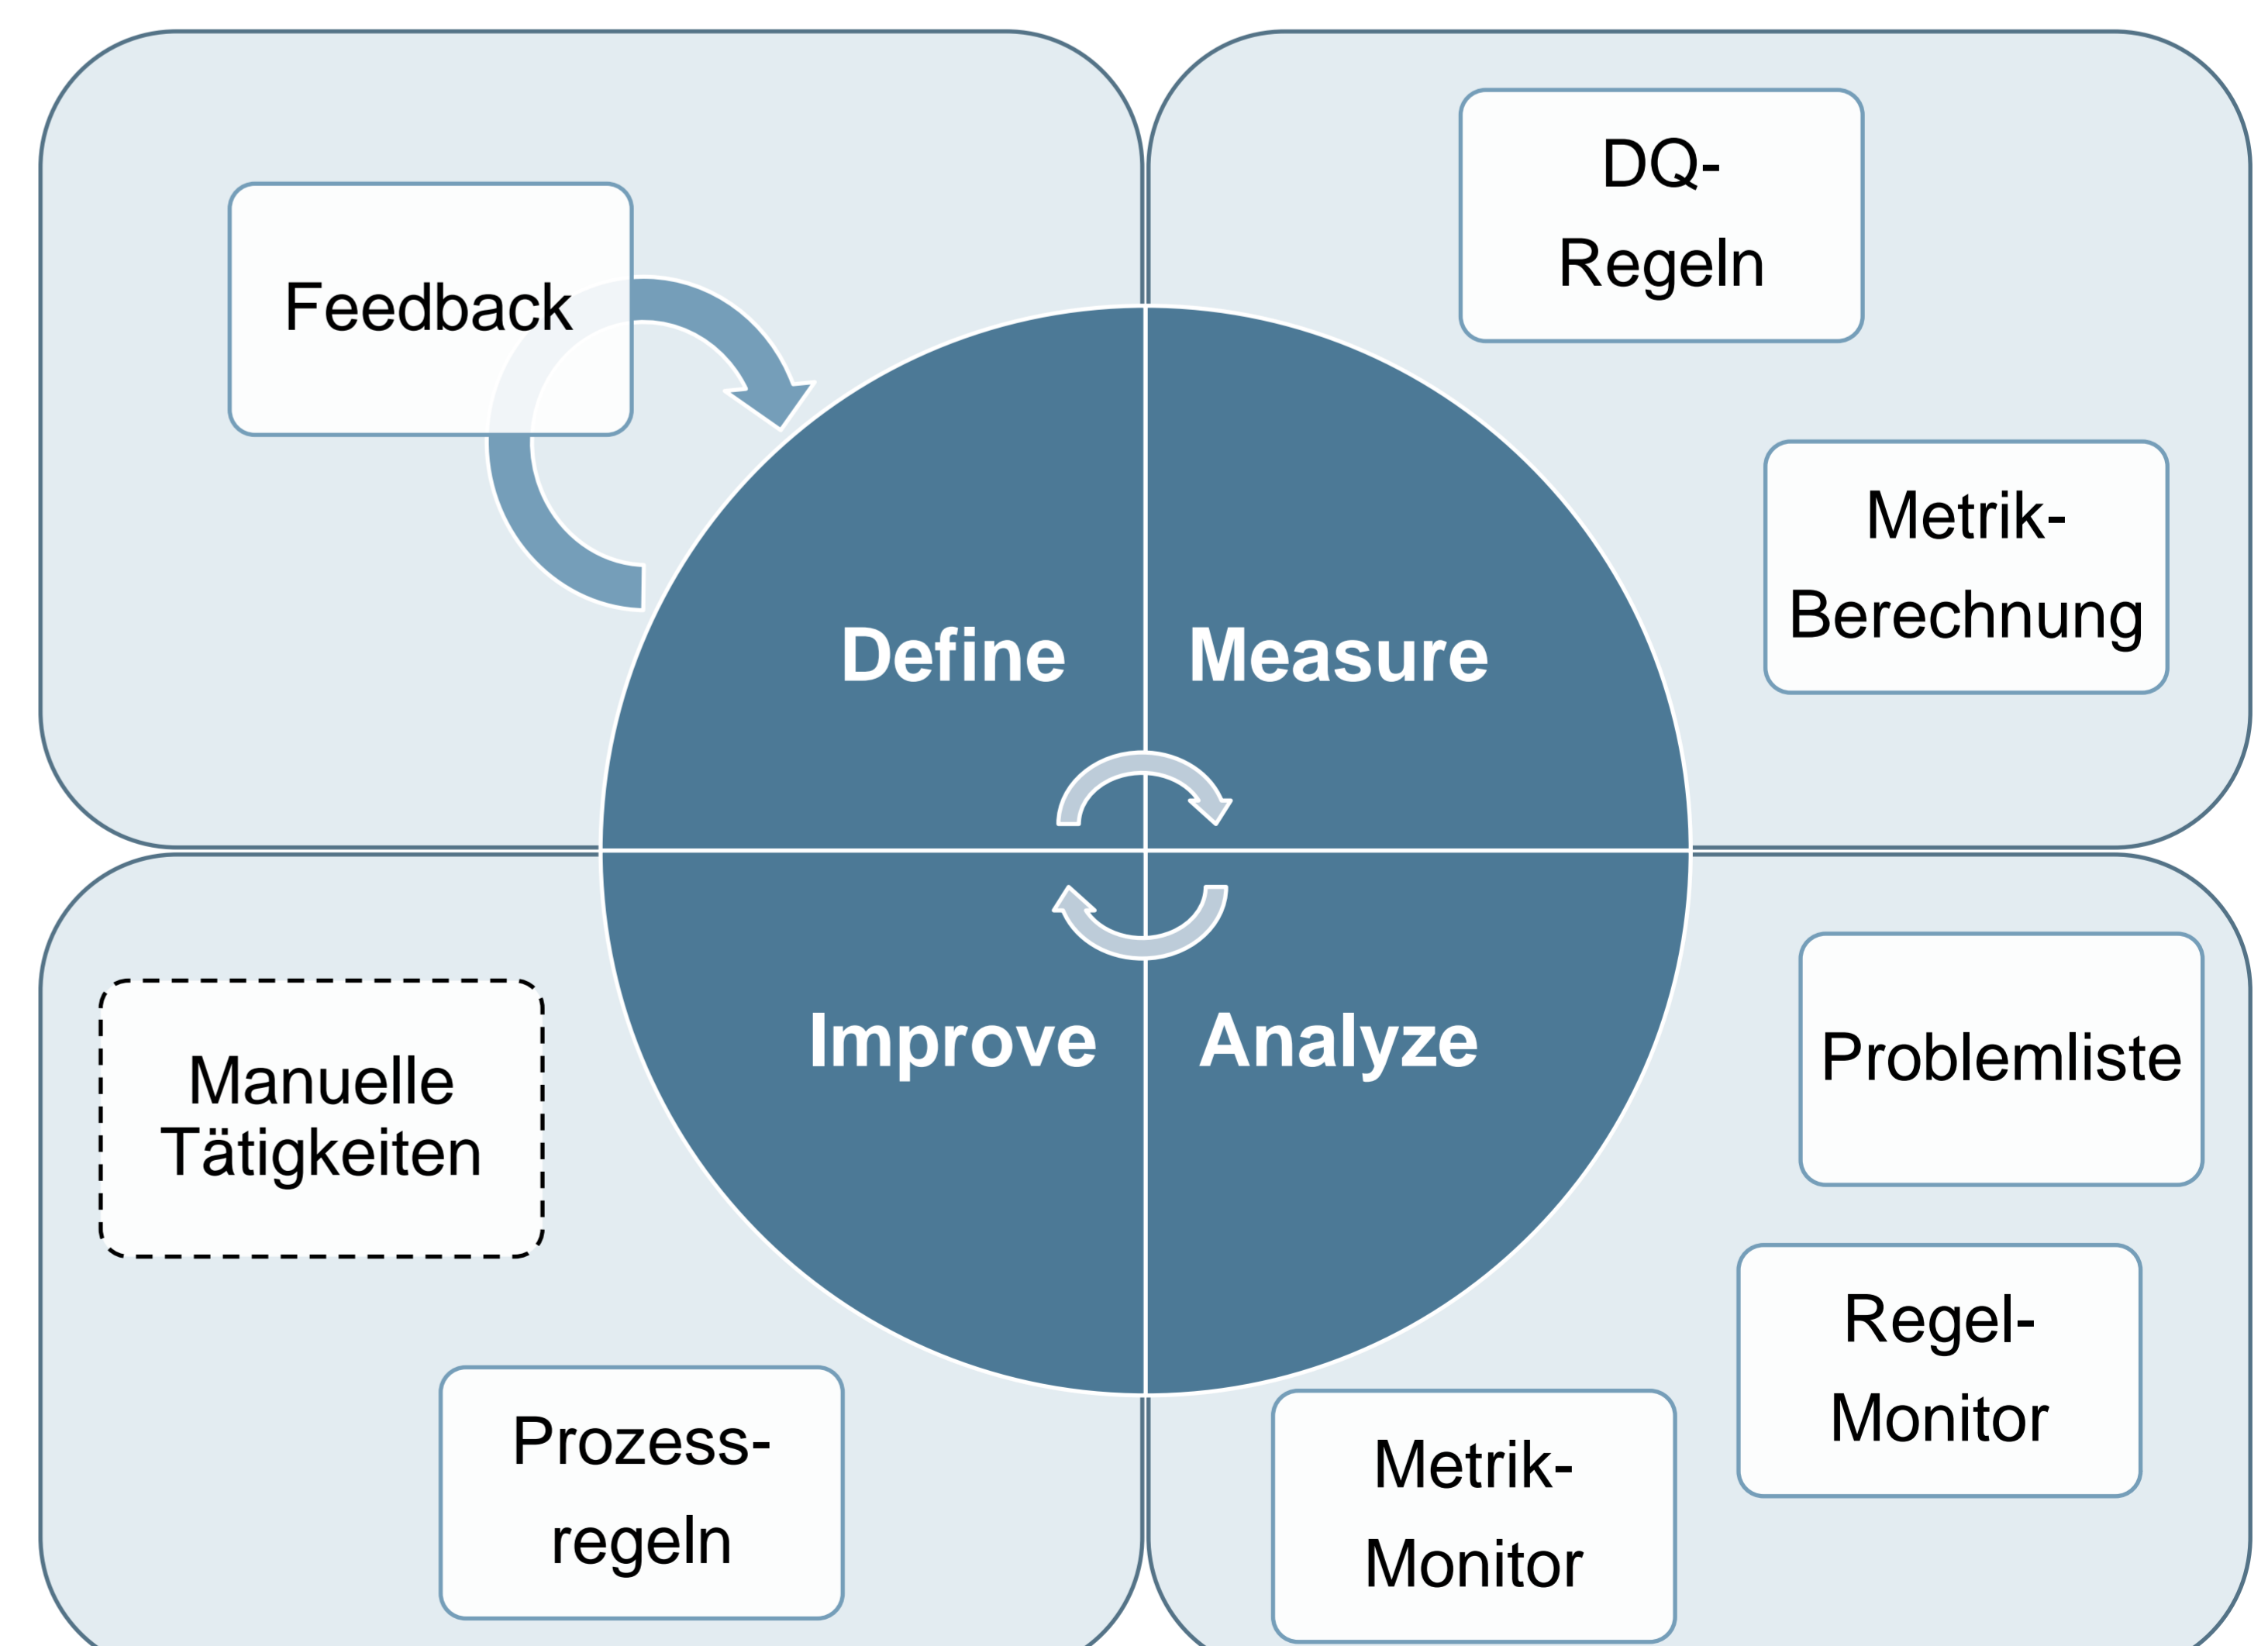 Feedback
DQ-
Regeln
Metrik-
Berechnung
Define
Measure
Improve
Analyze
Manuelle
Tätigkeiten
Prozess-
regeln
Problemliste
Regel-
Monitor
Metrik-
Monitor